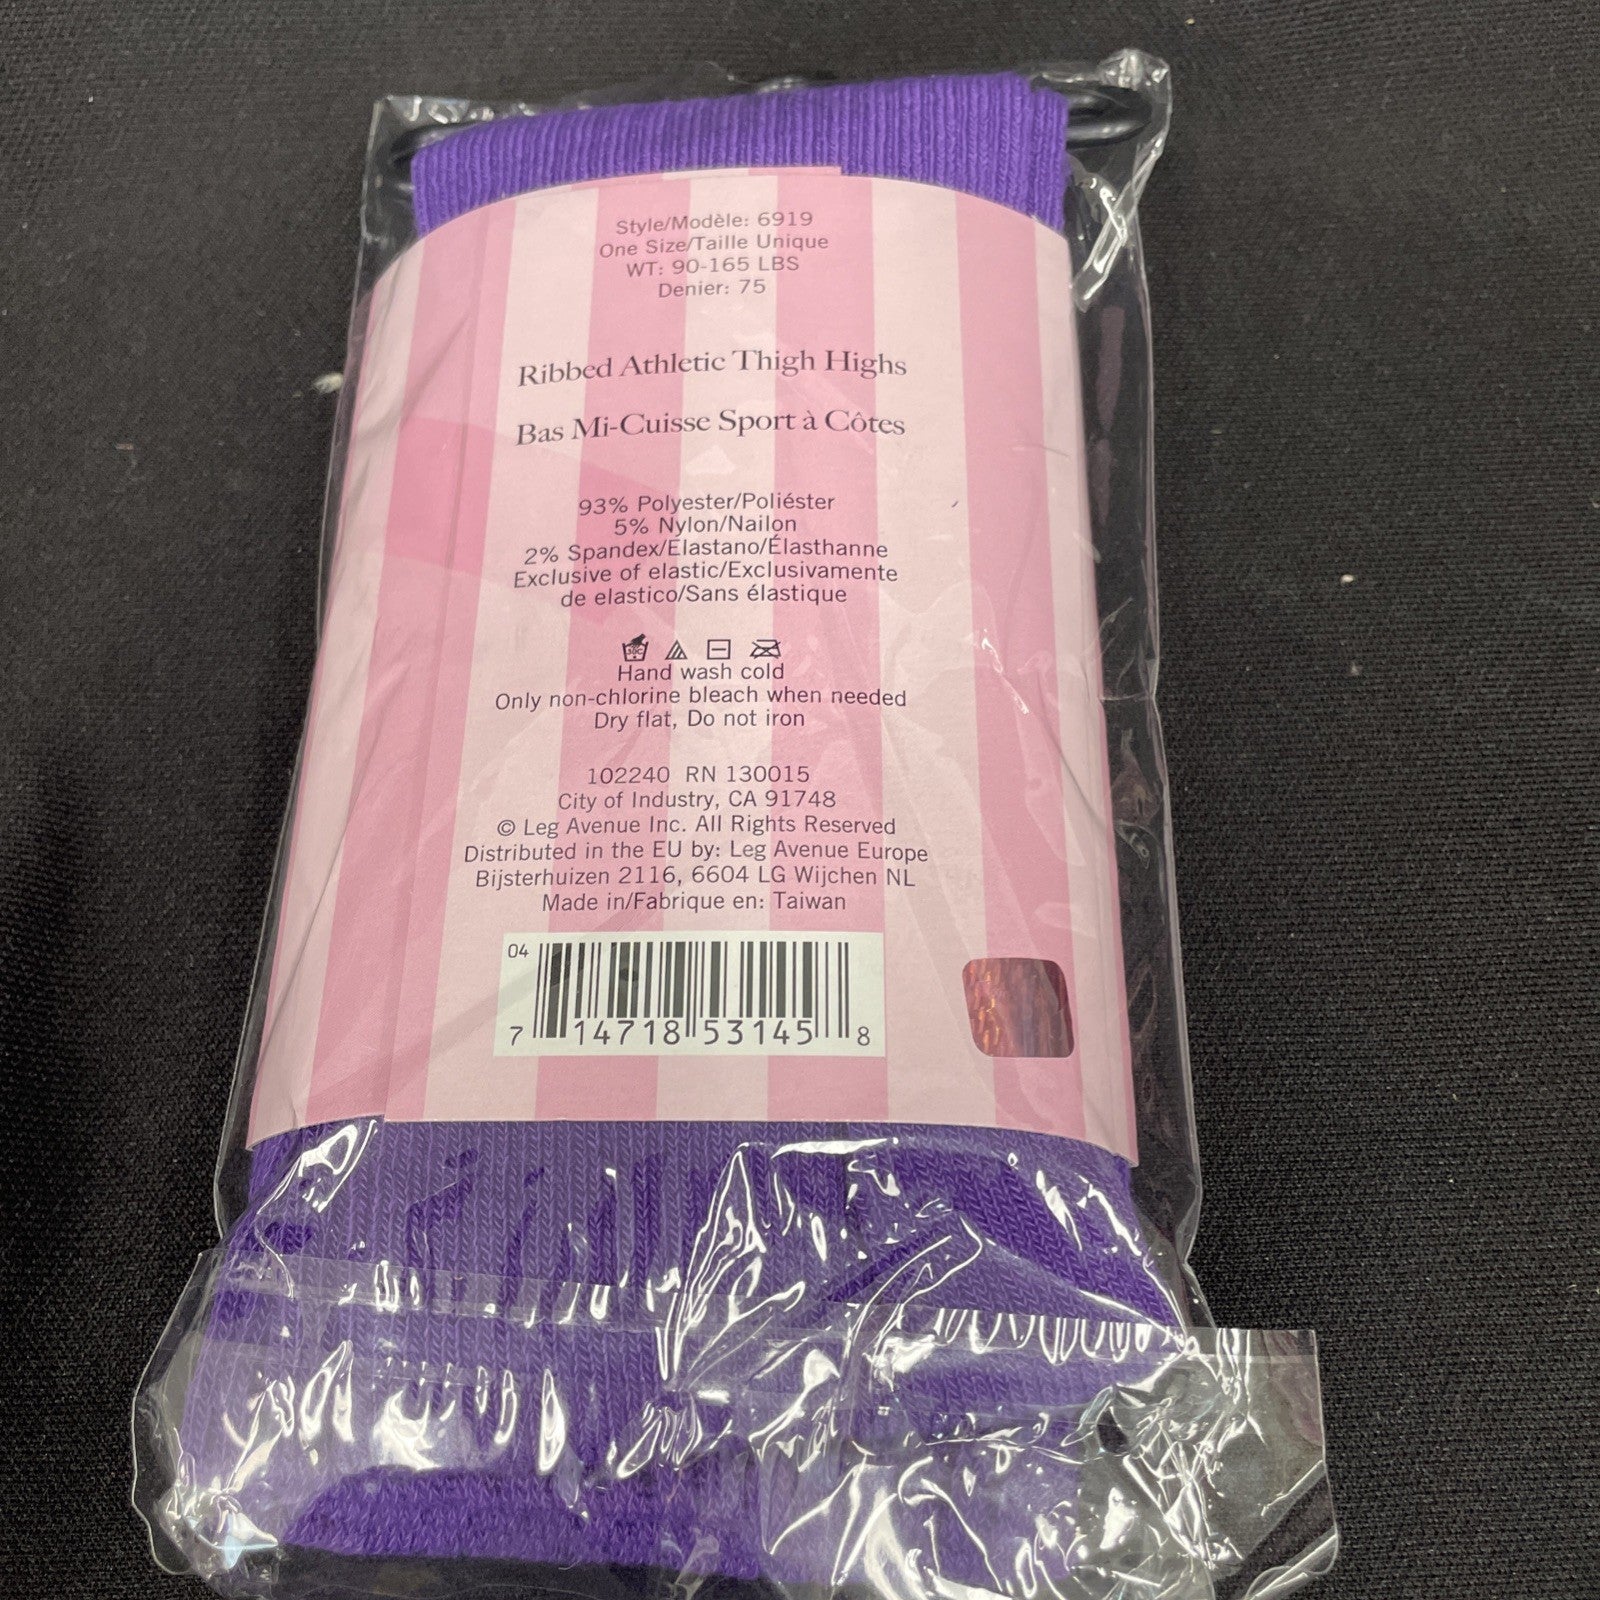 Style/Modèle: 6919
One Size/Taille Unique
WT: 90-165 LBS
Denier: 75
Ribbed Athletic Thigh Highs
Bas Mi-Cuisse Sport à Côtes
93% Polyester/Poliéster
5% Nylon/Nailon
2% Spandex/Elastano/Élasthanne
Exclusive of elastic/Exclusivamente
de elastico/Sans élastique
30C
Hand wash cold
Only non-chlorine bleach when needed
Dry flat, Do not iron
102240 RN 130015
City of Industry, CA 91748
© Leg Avenue Inc. All Rights Reserved
Distributed in the EU by: Leg Avenue Europe
Bijsterhuizen 2116, 6604 LG Wijchen NL
Made in/Fabrique en: Taiwan
04
7 14718 53145 8